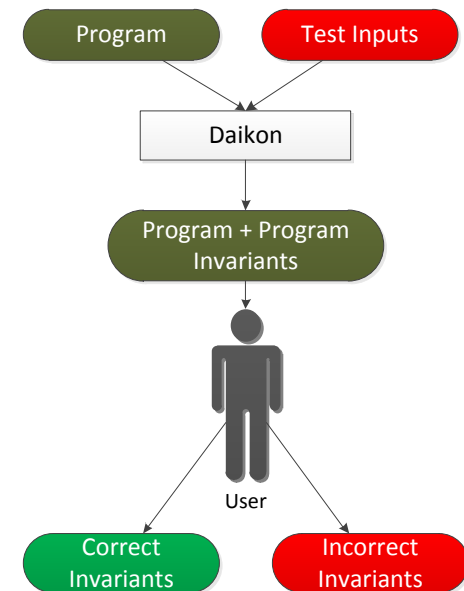 Program
Test Inputs
Daikon
Program + Program
Invariants
User
Correct
Invariants
Incorrect
Invariants